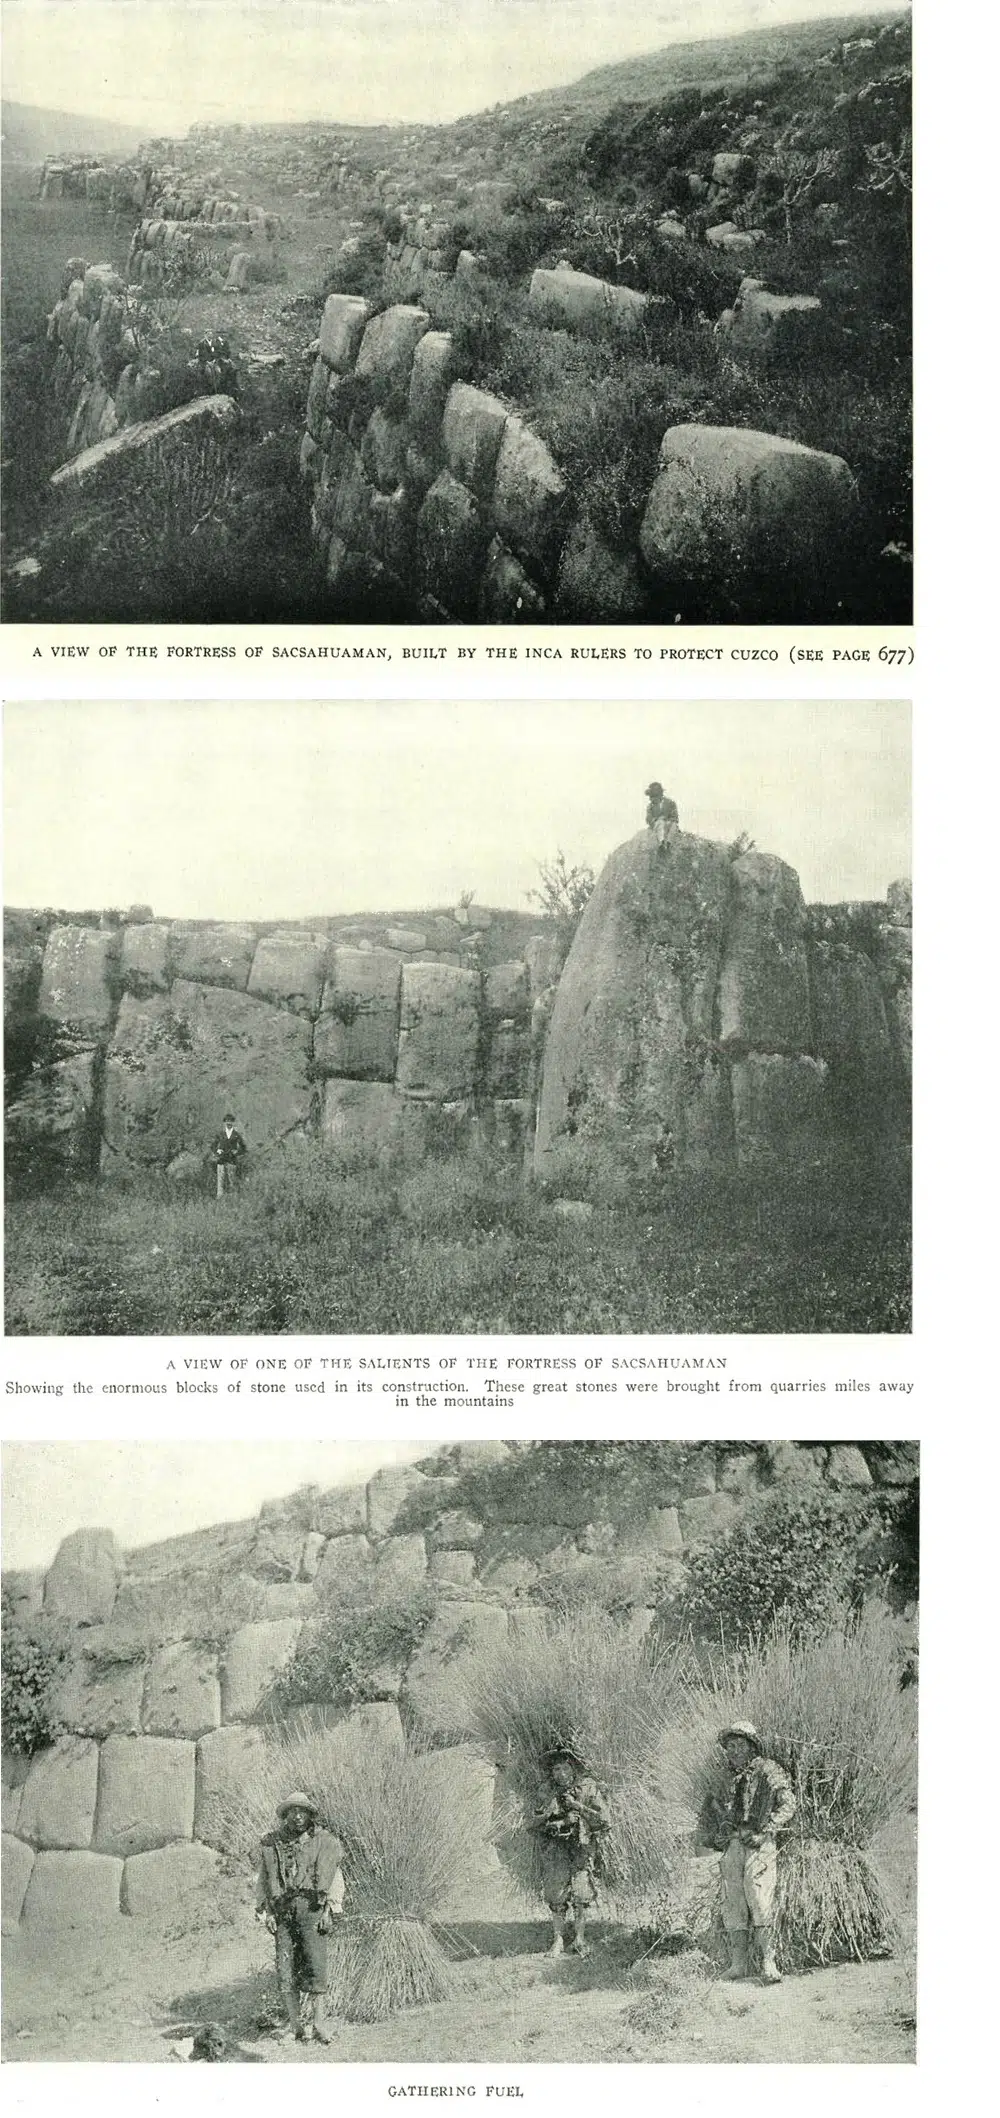 A VIEW OF THE FORTRESS OF SACSAHUAMAN, BUILT BY THE INCA RULERS TO PROTECT CUZCO (SEE PAGE 677)
A VIEW OF ONE OF THE SALIENTS OF THE FORTRESS OF SACSAHUAMAN
Showing the enormous blocks of stone used in its construction. These great stones were brought from quarries miles away
in the mountains
GATHERING FUEL